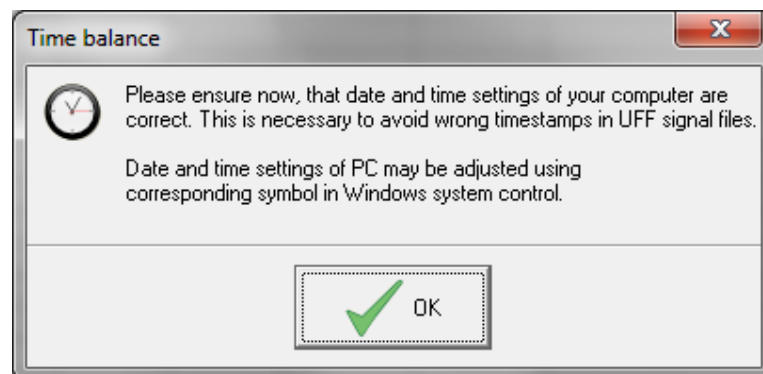 Time balance
Please ensure now, that date and time settings of your computer are
correct. This is necessary to avoid wrong timestamps in UFF signal files.
Date and time settings of PC may be adjusted using
corresponding symbol in Windows system control.
OK